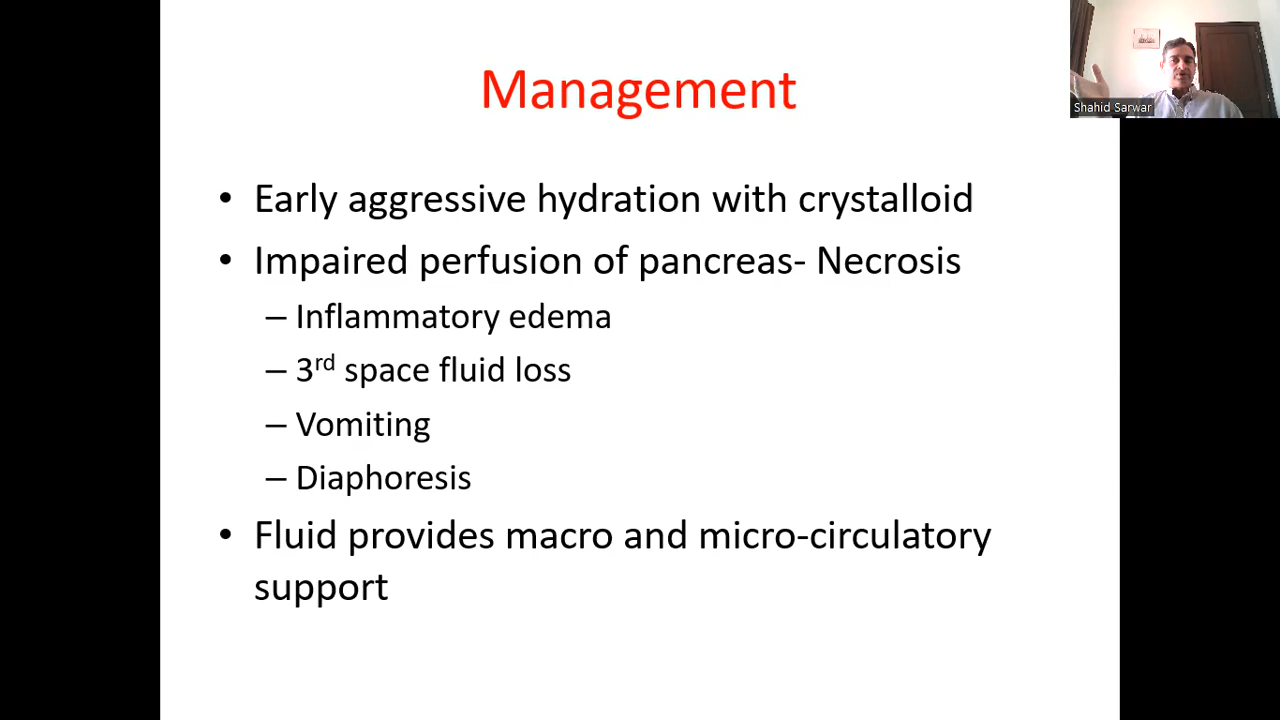 Management
Shahid Sarwar
• Early aggressive hydration with crystalloid
• Impaired perfusion of pancreas- Necrosis
– Inflammatory edema
– 3rd space fluid loss
– Vomiting
– Diaphoresis
• Fluid provides macro and micro-circulatory
support